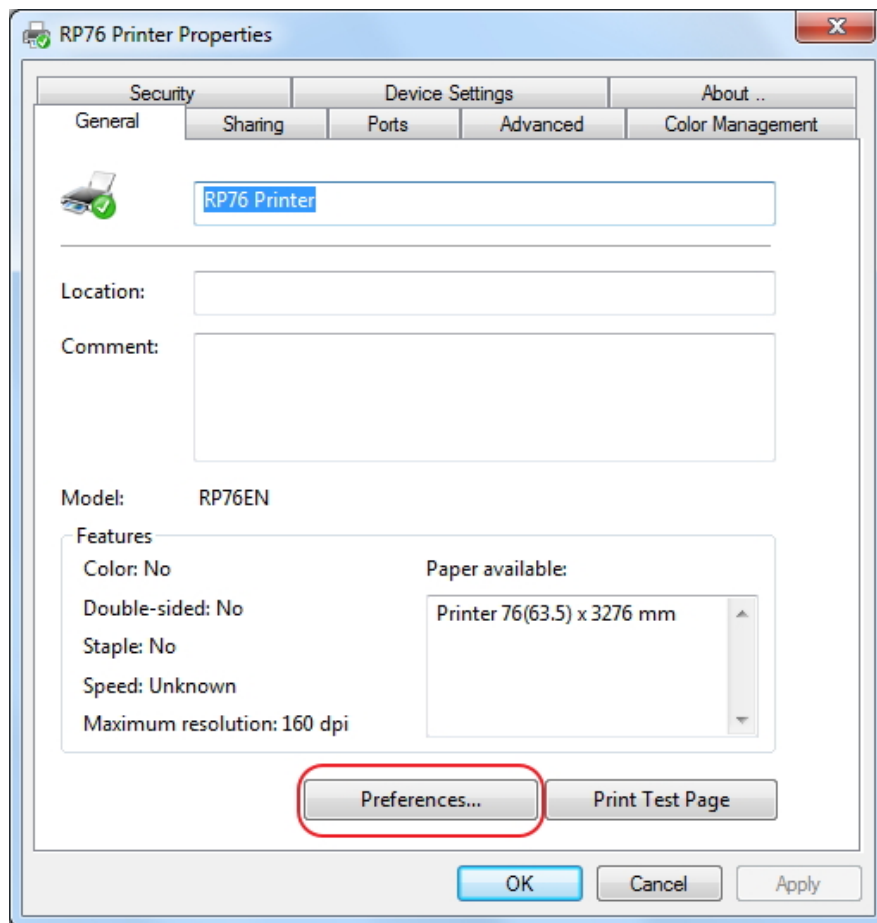 RP76 Printer Properties
Security Device Settings About ..
General Sharing Ports Advanced Color Management
RP76 Printer
Location:
Comment:
Model: RP76EN
Features
Color: No Paper available:
Double-sided: No Printer 76(63.5) x 3276 mm
Staple: No
Speed: Unknown
Maximum resolution: 160 dpi
Preferences... Print Test Page
OK Cancel Apply